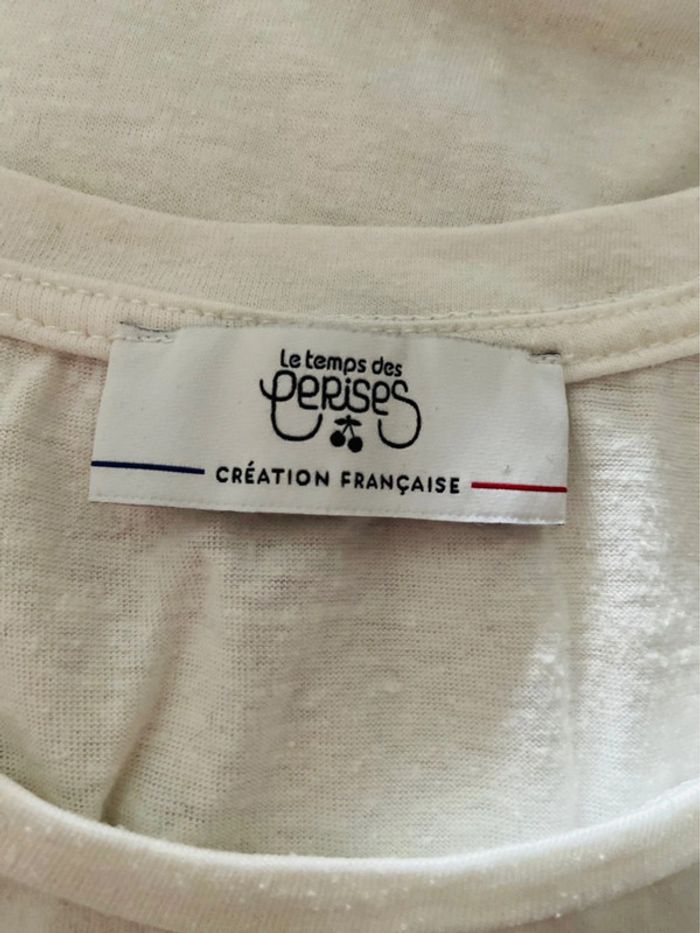 Le temps des
CERISES
CRÉATION FRANÇAISE